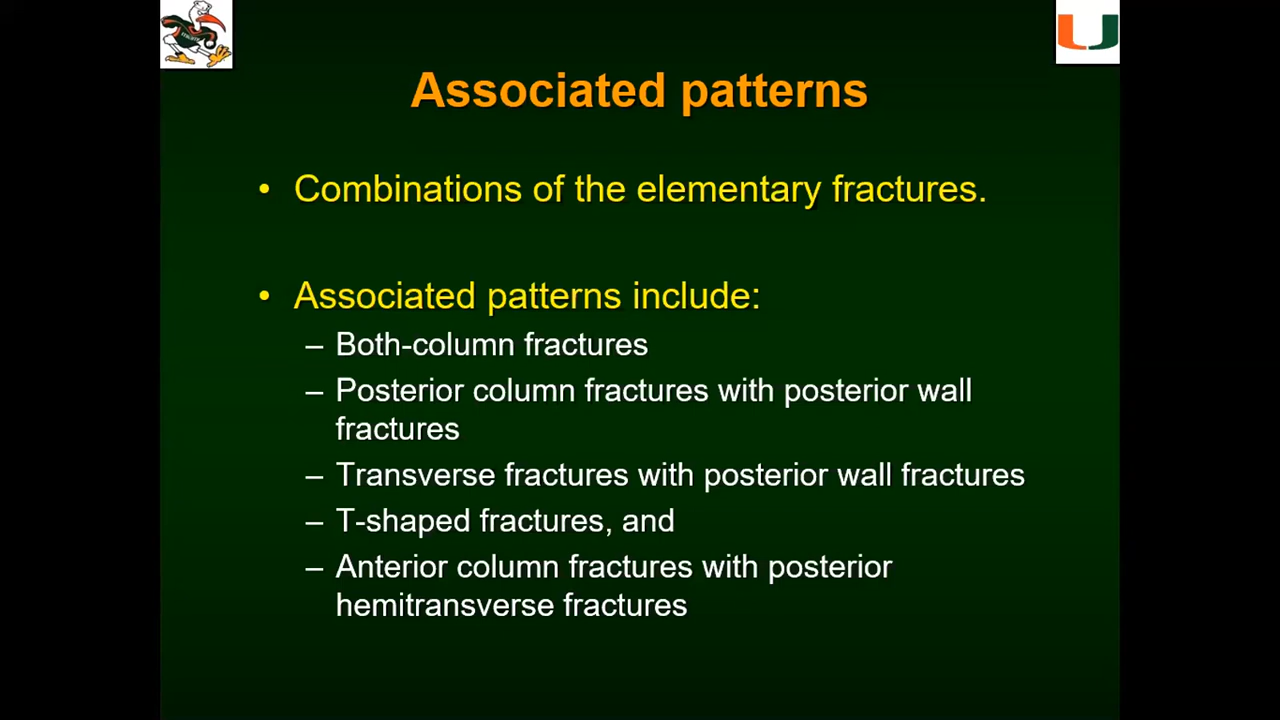 Associated patterns
• Combinations of the elementary fractures.
• Associated patterns include:
– Both-column fractures
– Posterior column fractures with posterior wall
fractures
– Transverse fractures with posterior wall fractures
– T-shaped fractures, and
– Anterior column fractures with posterior
hemitransverse fractures